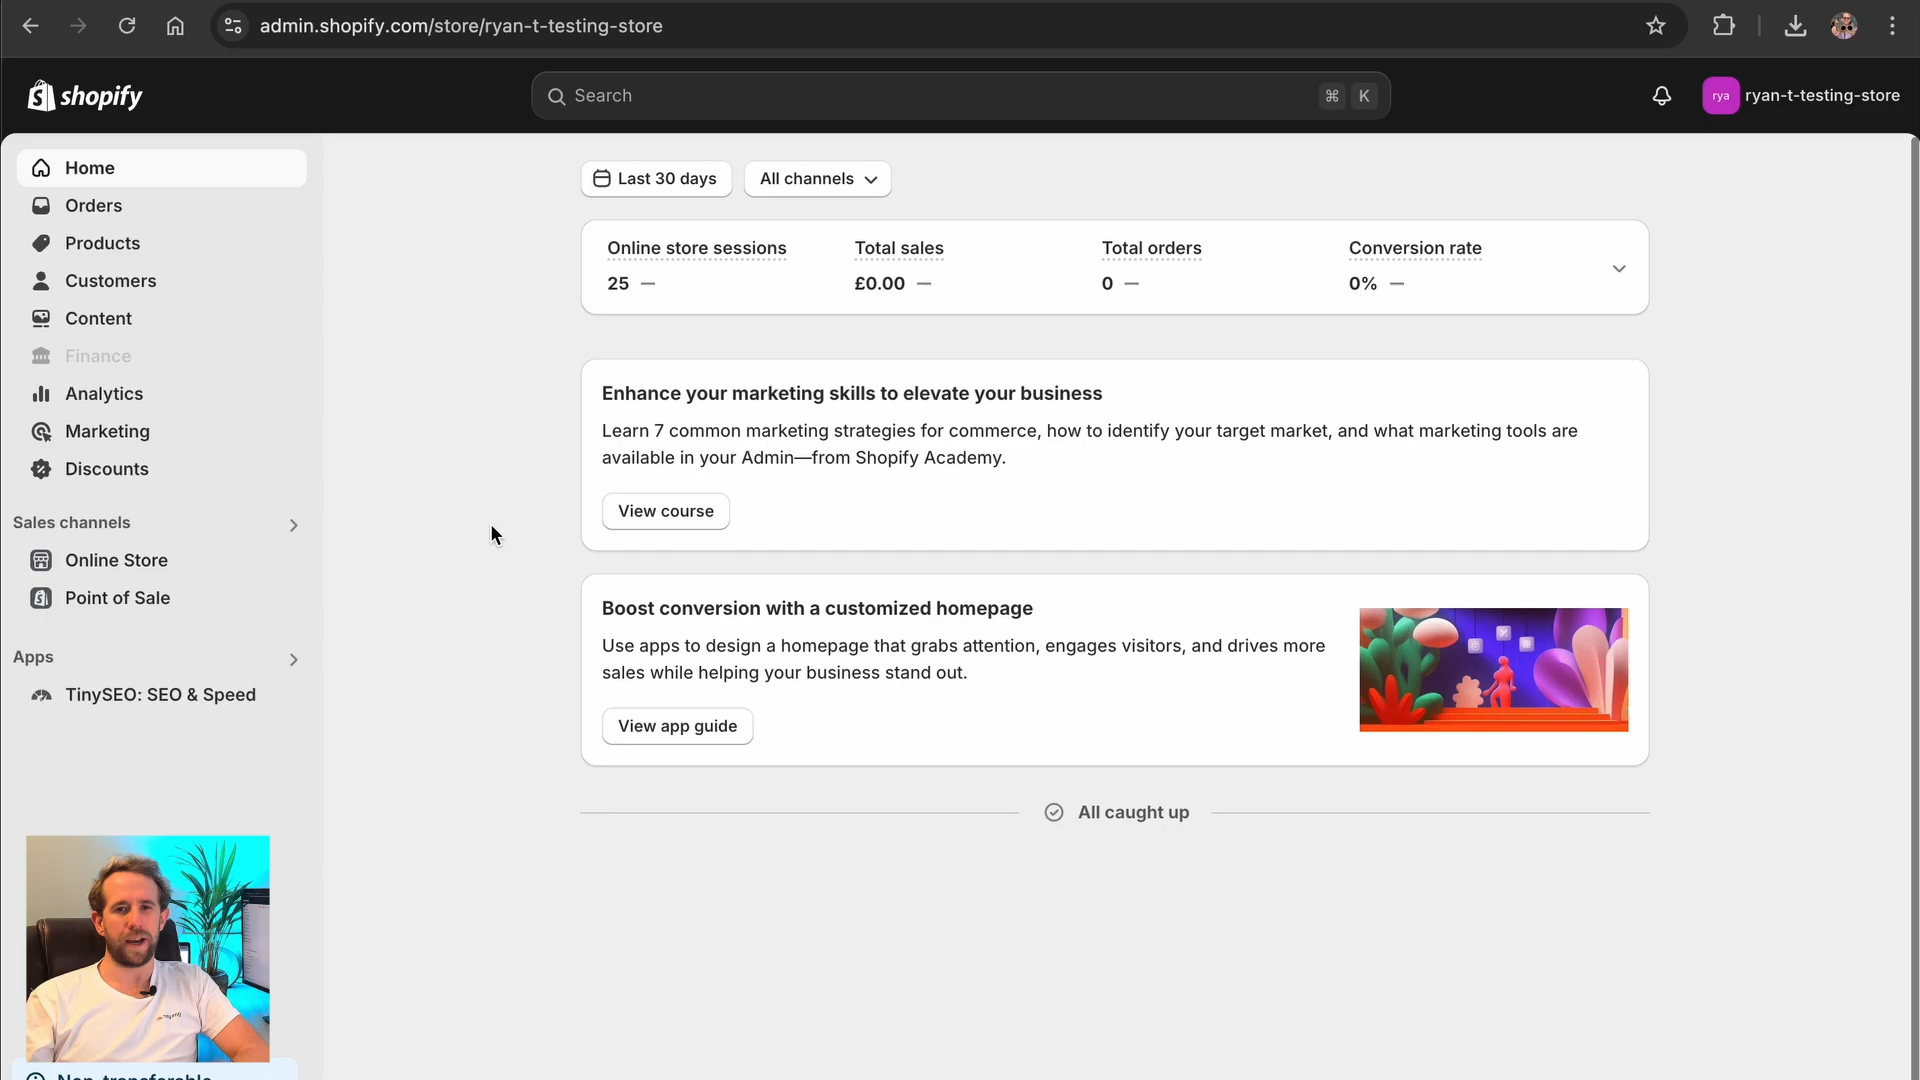 admin.shopify.com/store/ryan-t-testing-store
shopify
Search
⌘ K
rya
ryan-t-testing-store
Home
Orders
Products
Customers
Content
Finance
Analytics
Marketing
Discounts
Sales channels
Online Store
Point of Sale
Apps
TinySEO: SEO & Speed
Last 30 days
All channels
Online store sessions
25 —
Total sales
£0.00 —
Total orders
0 —
Conversion rate
0% —
Enhance your marketing skills to elevate your business
Learn 7 common marketing strategies for commerce, how to identify your target market, and what marketing tools are
available in your Admin—from Shopify Academy.
View course
Boost conversion with a customized homepage
Use apps to design a homepage that grabs attention, engages visitors, and drives more
sales while helping your business stand out.
View app guide
All caught up
Non-transferable